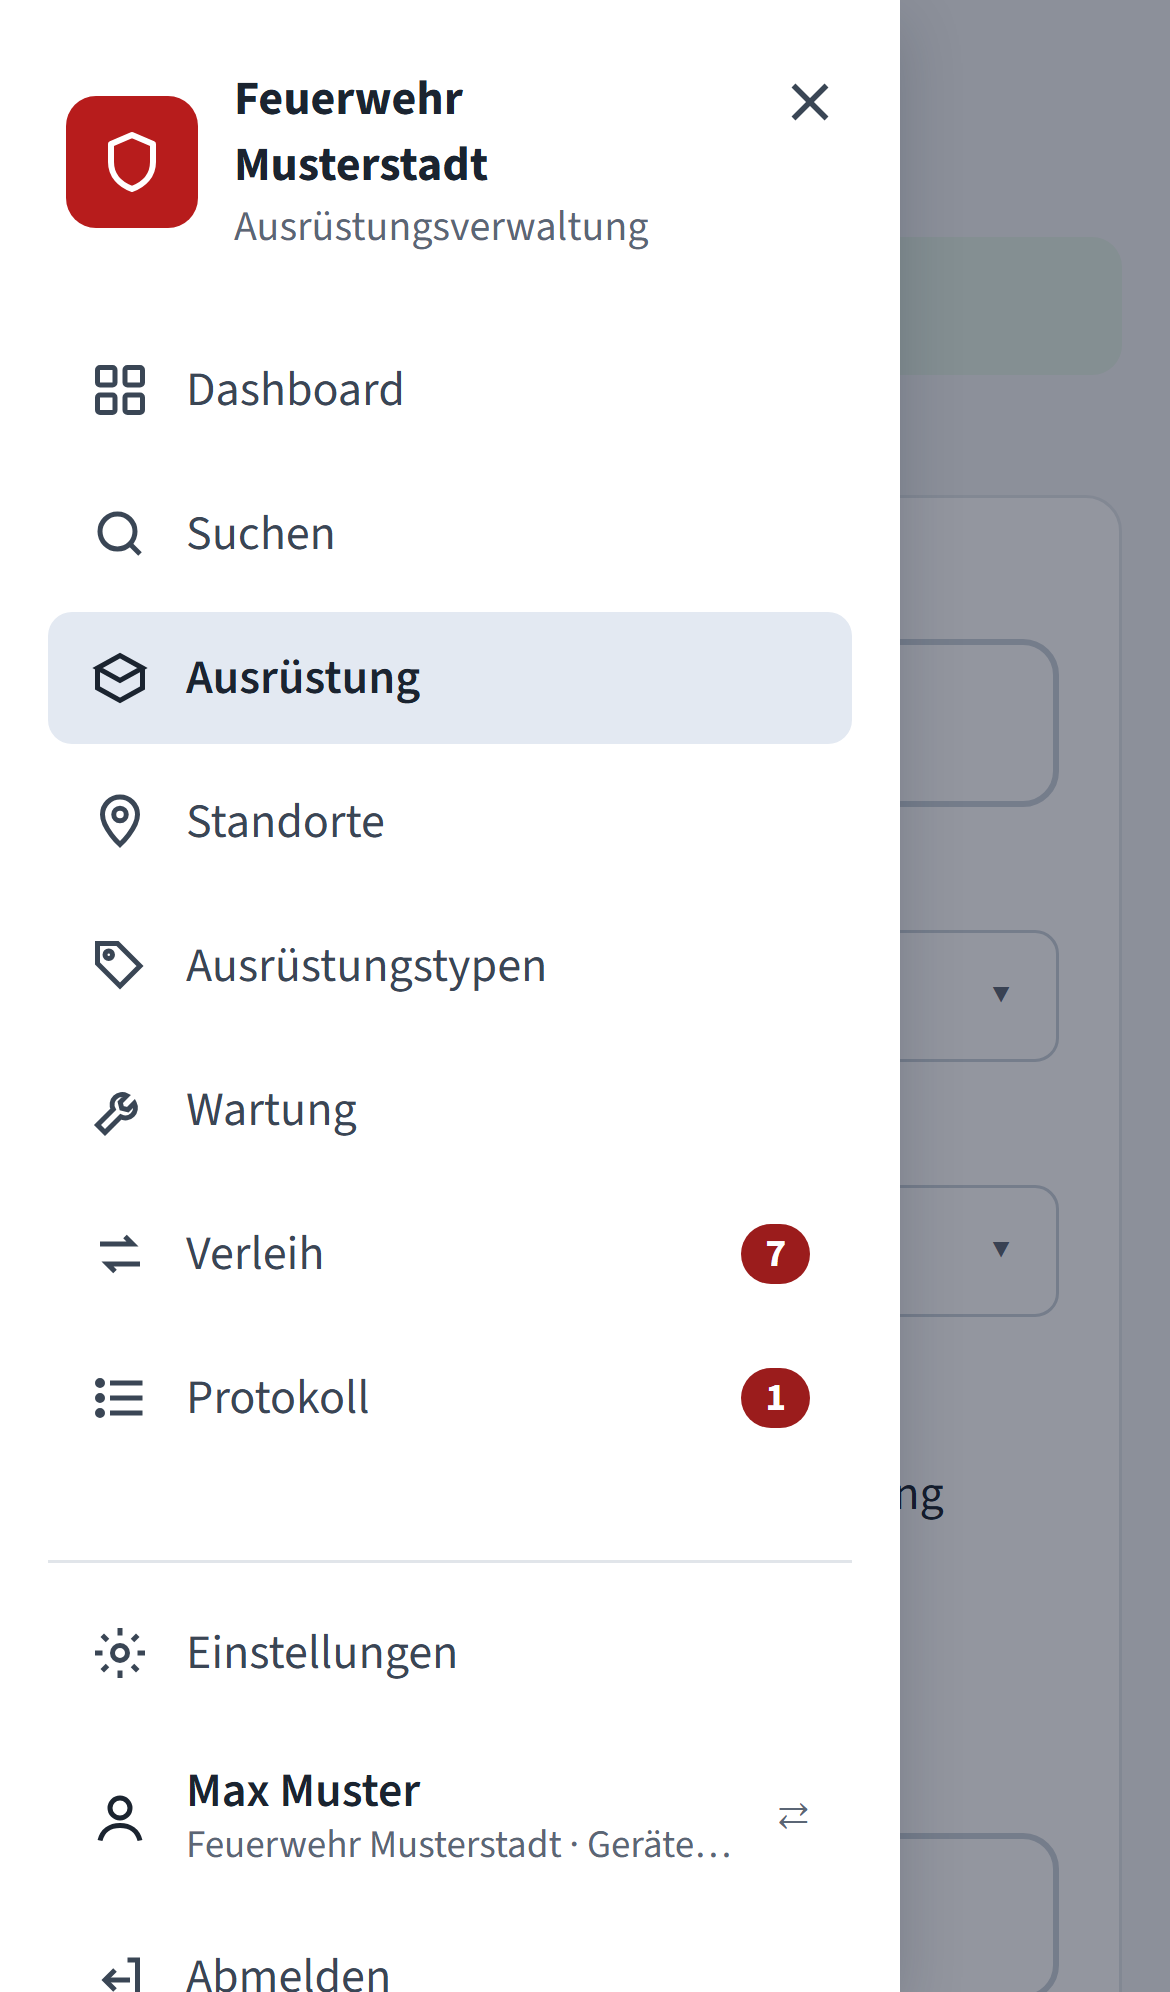 Feuerwehr
Musterstadt
Ausrüstungsverwaltung
Dashboard
Suchen
Ausrüstung
Standorte
Ausrüstungstypen
Wartung
Verleih 7
Protokoll 1
Einstellungen
Max Muster
Feuerwehr Musterstadt · Geräte…
Abmelden